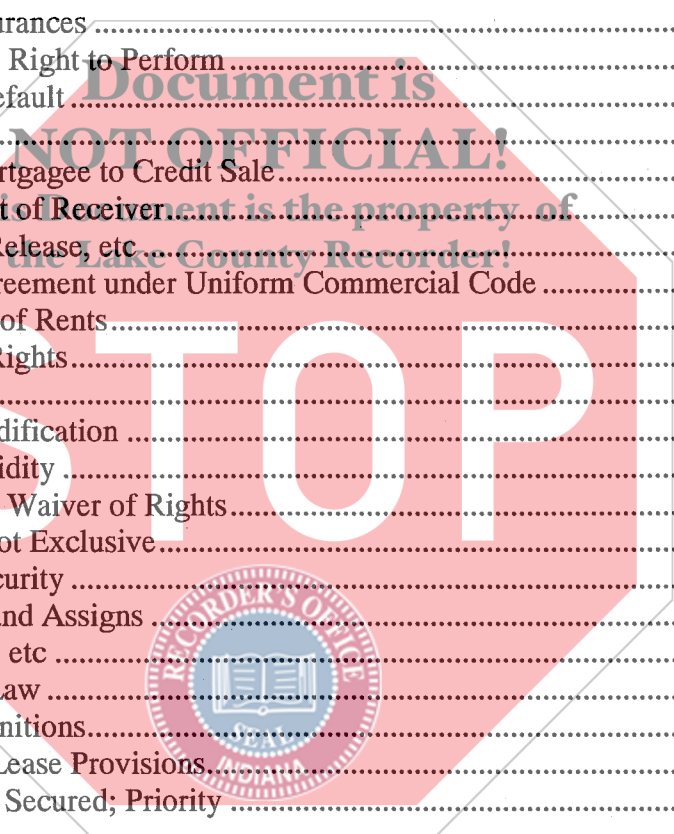 urances ........................................
Right to Perform ........................................
Document is
efault ........................................
NOT OFFICIAL!
rtgagee to Credit Sale ........................................
is Document is the property of
t of Receiver ........................................
the Lake County Recorder!
Release, etc ........................................
reement under Uniform Commercial Code ....................
of Rents ........................................
Rights ........................................
STOP
dification ........................................
idity ........................................
Waiver of Rights ........................................
ot Exclusive ........................................
curity ........................................
and Assigns ........................................
RECORDER'S OFFICE
etc ........................................
Law ........................................
nitions ........................................
SEAL
INDIANA
Lease Provisions ........................................
Secured; Priority ........................................